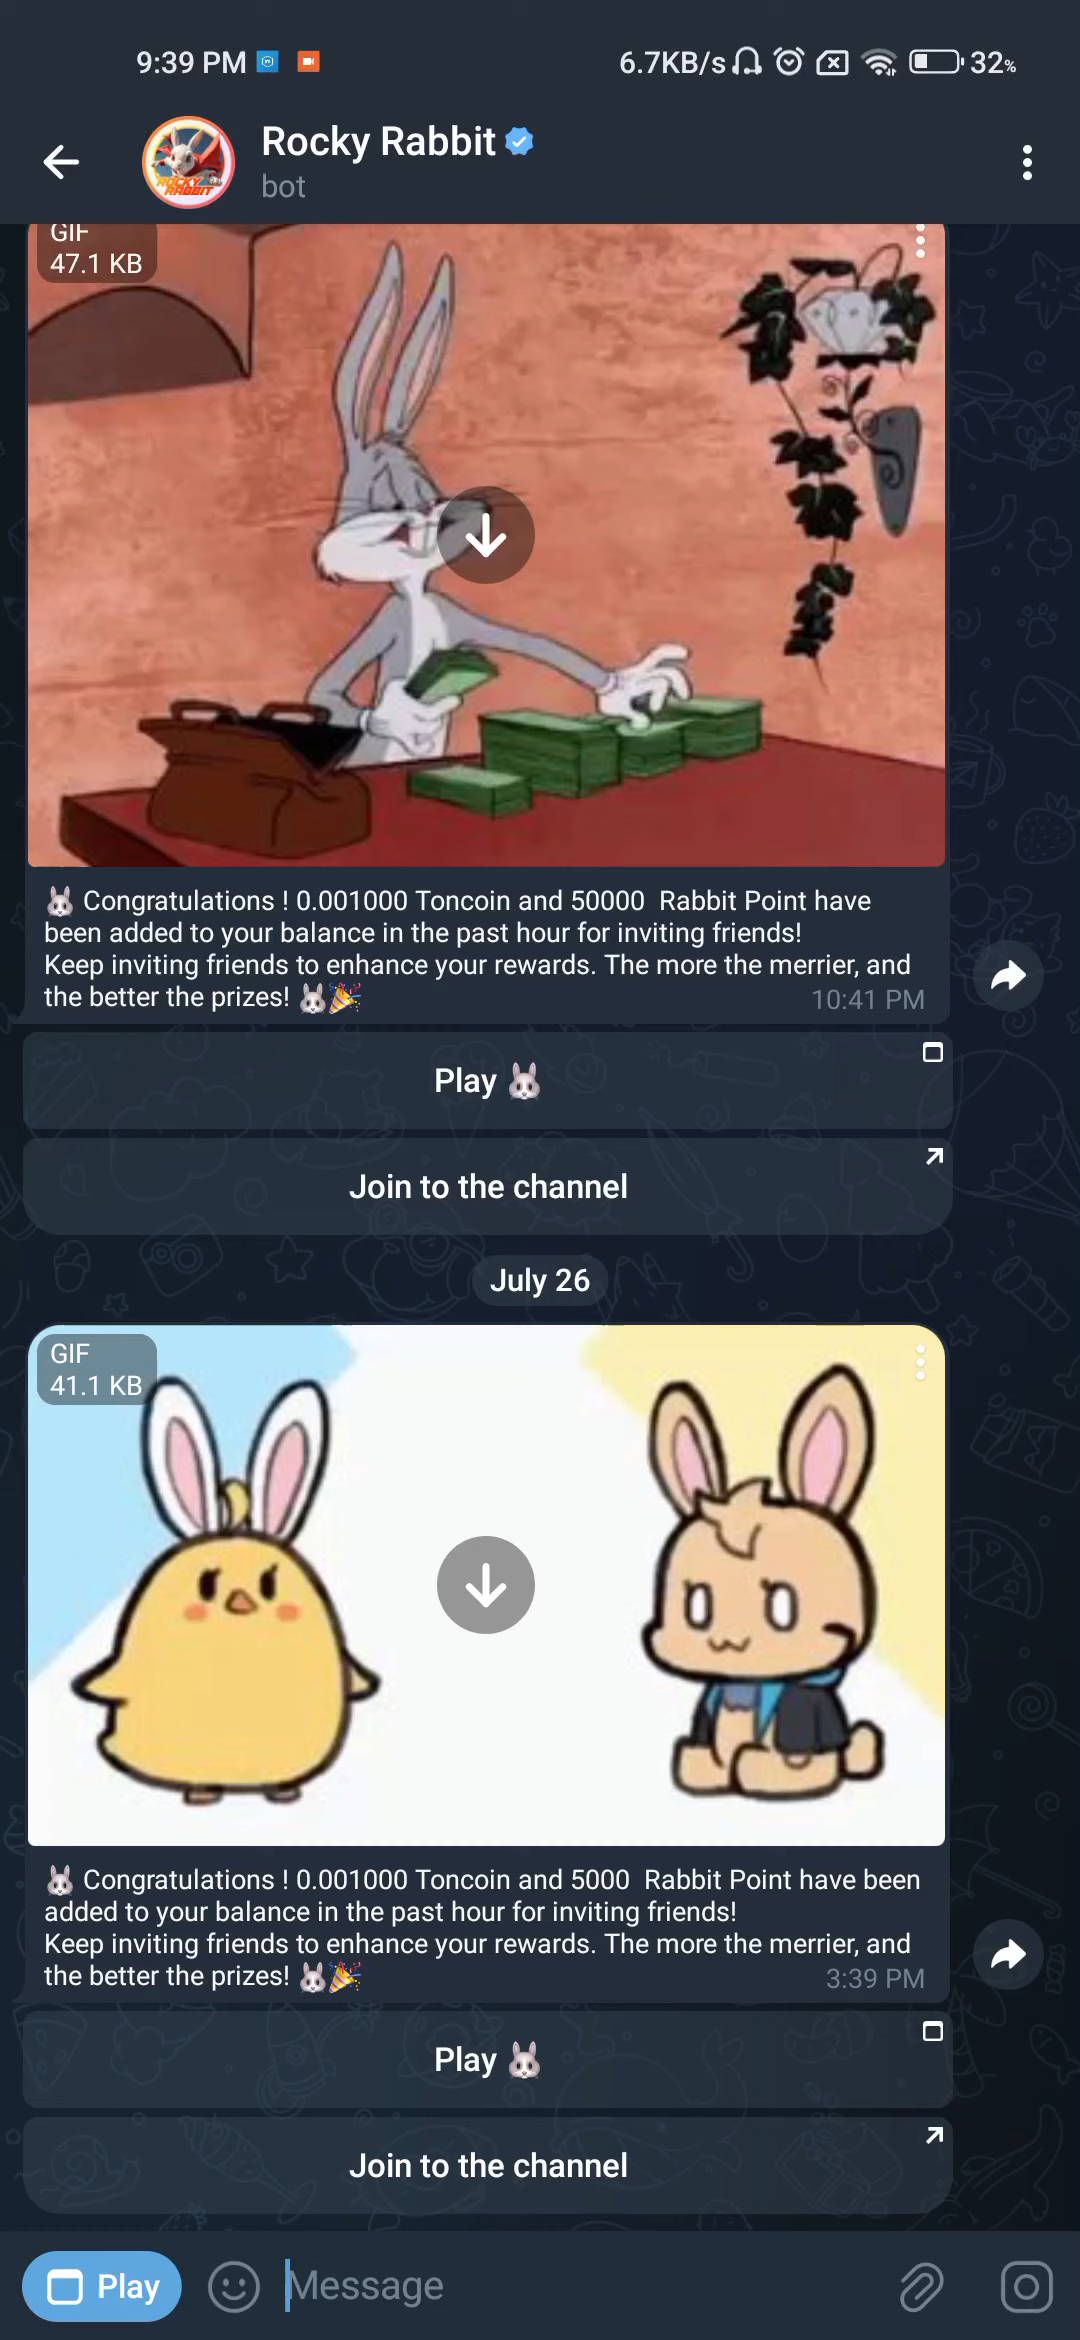 9:39 PM 6.7KB/s 32%
Rocky Rabbit
bot
GIF
47.1 KB
🐰 Congratulations ! 0.001000 Toncoin and 50000 Rabbit Point have
been added to your balance in the past hour for inviting friends!
Keep inviting friends to enhance your rewards. The more the merrier, and
the better the prizes! 🐰🎉 10:41 PM
Play 🐰
Join to the channel
July 26
GIF
41.1 KB
🐰 Congratulations ! 0.001000 Toncoin and 5000 Rabbit Point have been
added to your balance in the past hour for inviting friends!
Keep inviting friends to enhance your rewards. The more the merrier, and
the better the prizes! 🐰🎉 3:39 PM
Play 🐰
Join to the channel
Play Message
ROCKY
RABBIT